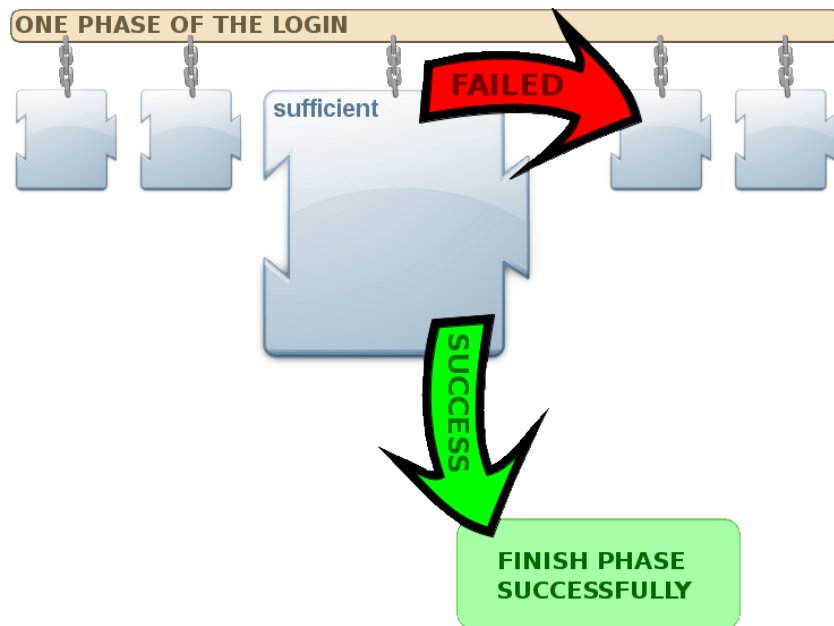 ONE PHASE OF THE LOGIN
sufficient
FAILED
SUCCESS
FINISH PHASE
SUCCESSFULLY